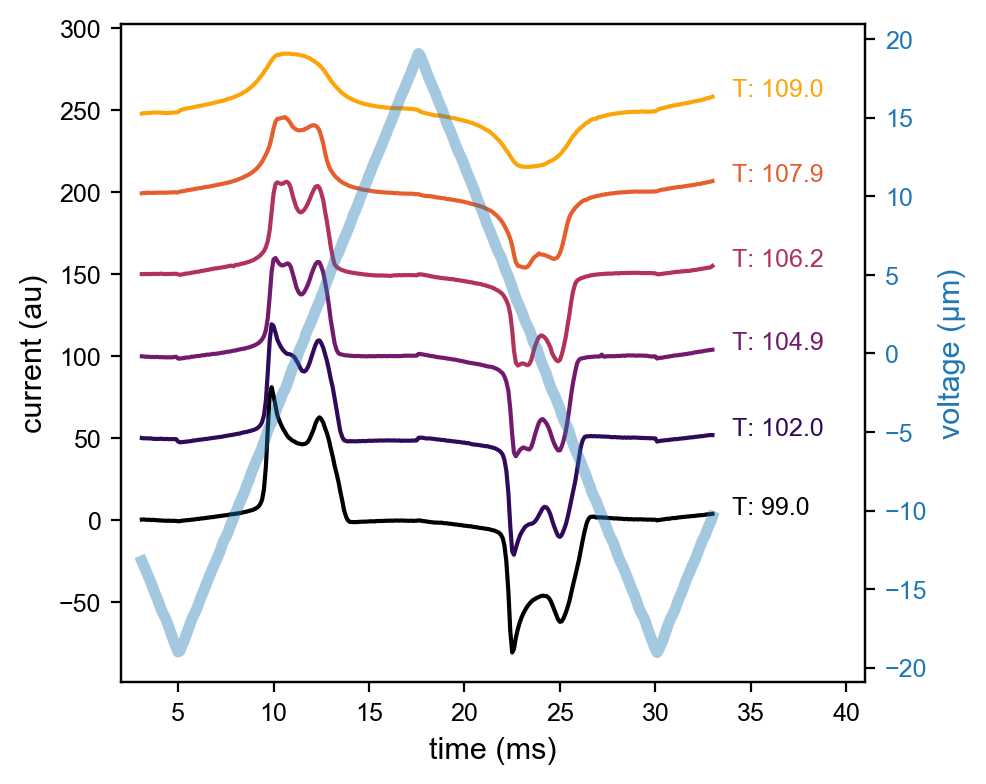 300
250
200
150
100
50
0
−50
current (au)
5
10
15
20
25
30
35
40
time (ms)
20
15
10
5
0
−5
−10
−15
−20
voltage (μm)
T: 109.0
T: 107.9
T: 106.2
T: 104.9
T: 102.0
T: 99.0